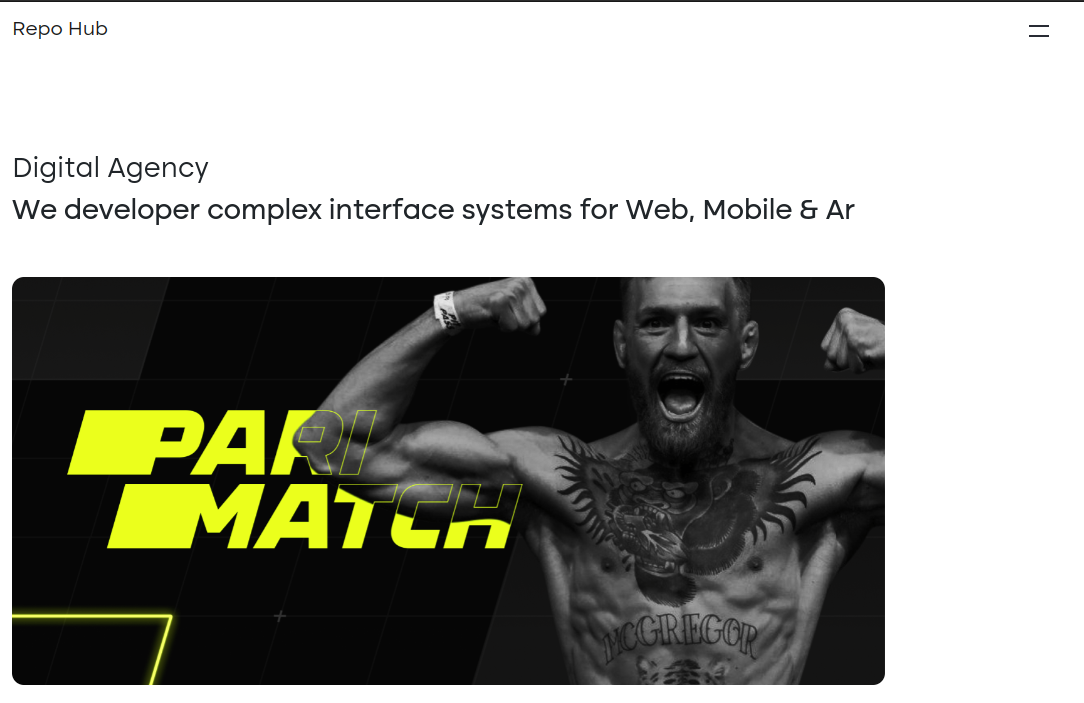 Repo Hub
Digital Agency
We developer complex interface systems for Web, Mobile & Ar
PARI
MATCH
MCGREGOR